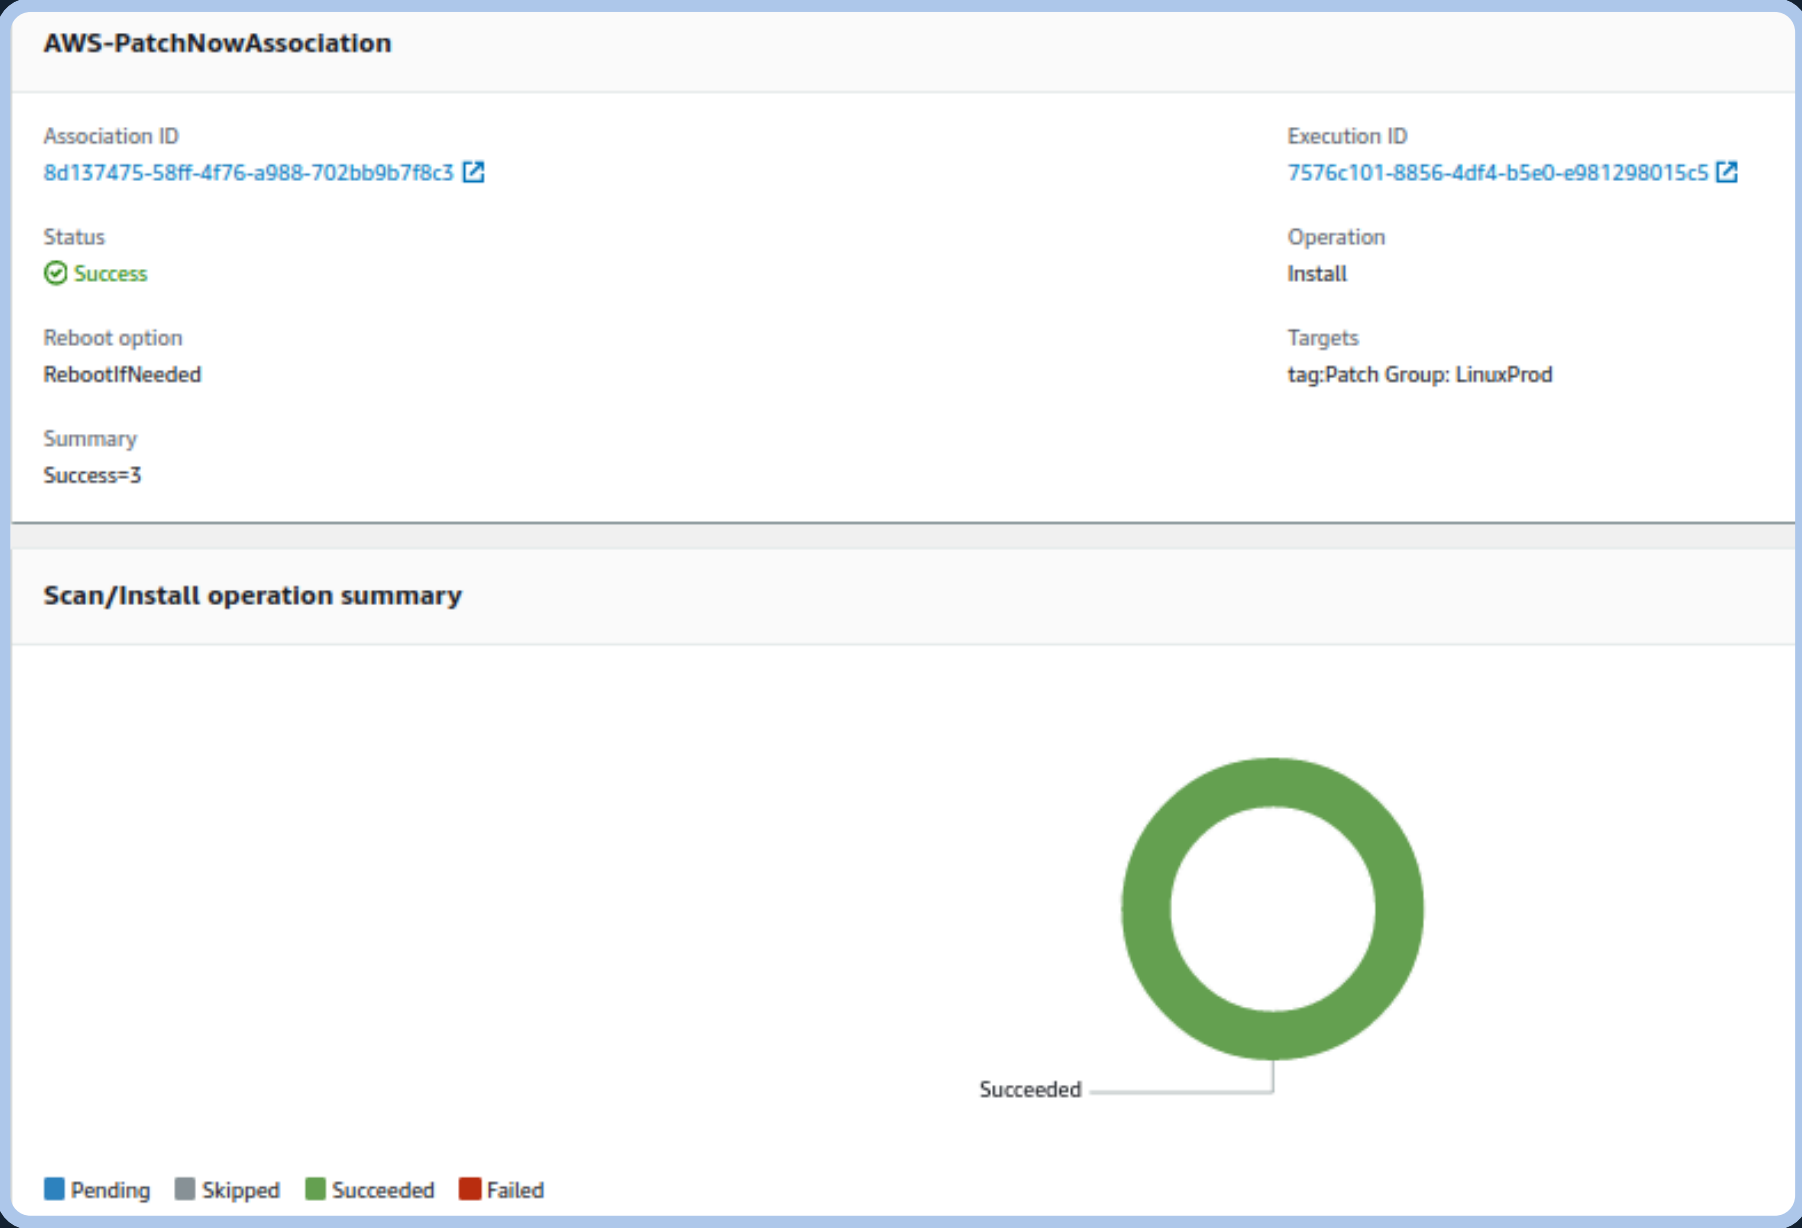 AWS-PatchNowAssociation
Association ID
8d137475-58ff-4f76-a988-702bb9b7f8c3
Execution ID
7576c101-8856-4df4-b5e0-e981298015c5
Status
Success
Operation
Install
Reboot option
RebootIfNeeded
Targets
tag:Patch Group: LinuxProd
Summary
Success=3
Scan/Install operation summary
Succeeded
Pending Skipped Succeeded Failed